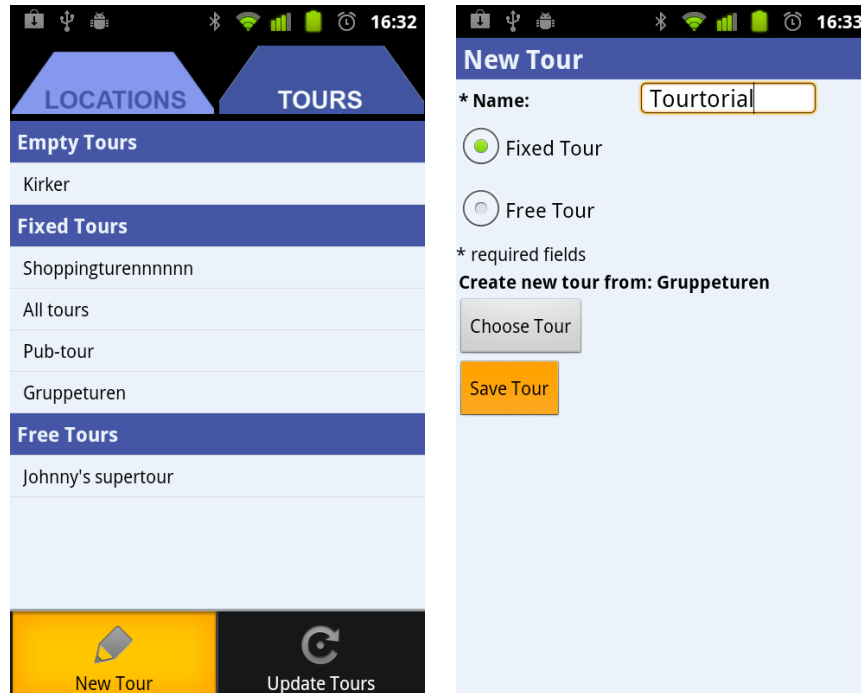 16:32
LOCATIONS TOURS
Empty Tours
Kirker
Fixed Tours
Shoppingturennnnnn
All tours
Pub-tour
Gruppeturen
Free Tours
Johnny's supertour
New Tour Update Tours
16:33
New Tour
* Name: Tourtorial
Fixed Tour
Free Tour
* required fields
Create new tour from: Gruppeturen
Choose Tour
Save Tour